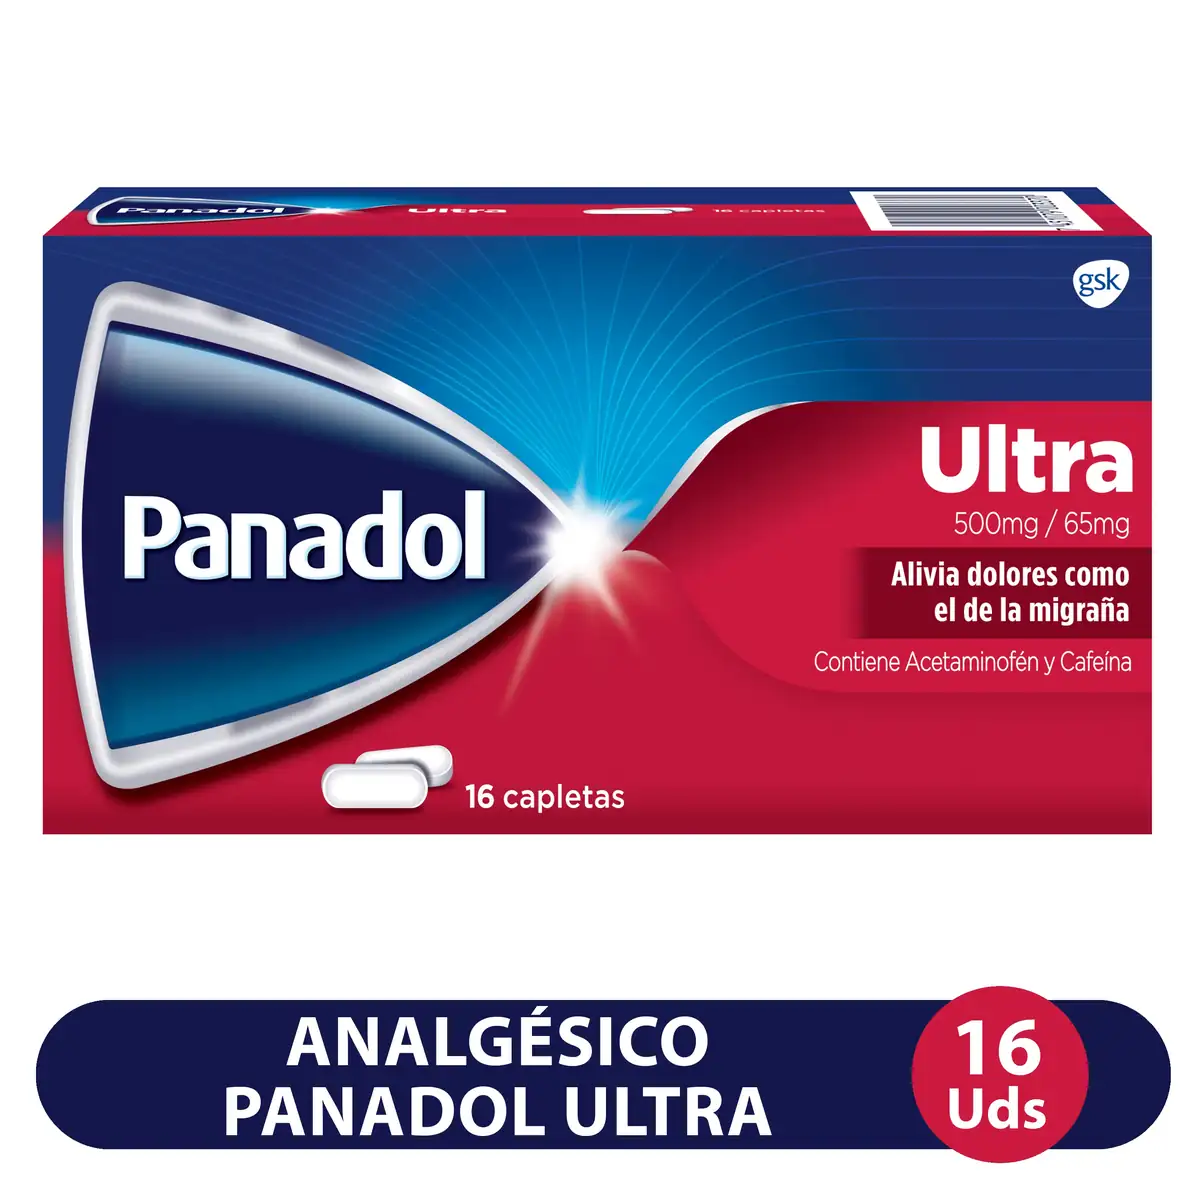 Panadol Ultra 16 capletas
gsk
Panadol
Ultra
500mg / 65mg
Alivia dolores como
el de la migraña
Contiene Acetaminofén y Cafeína
16 capletas
ANALGÉSICO
PANADOL ULTRA
16
Uds